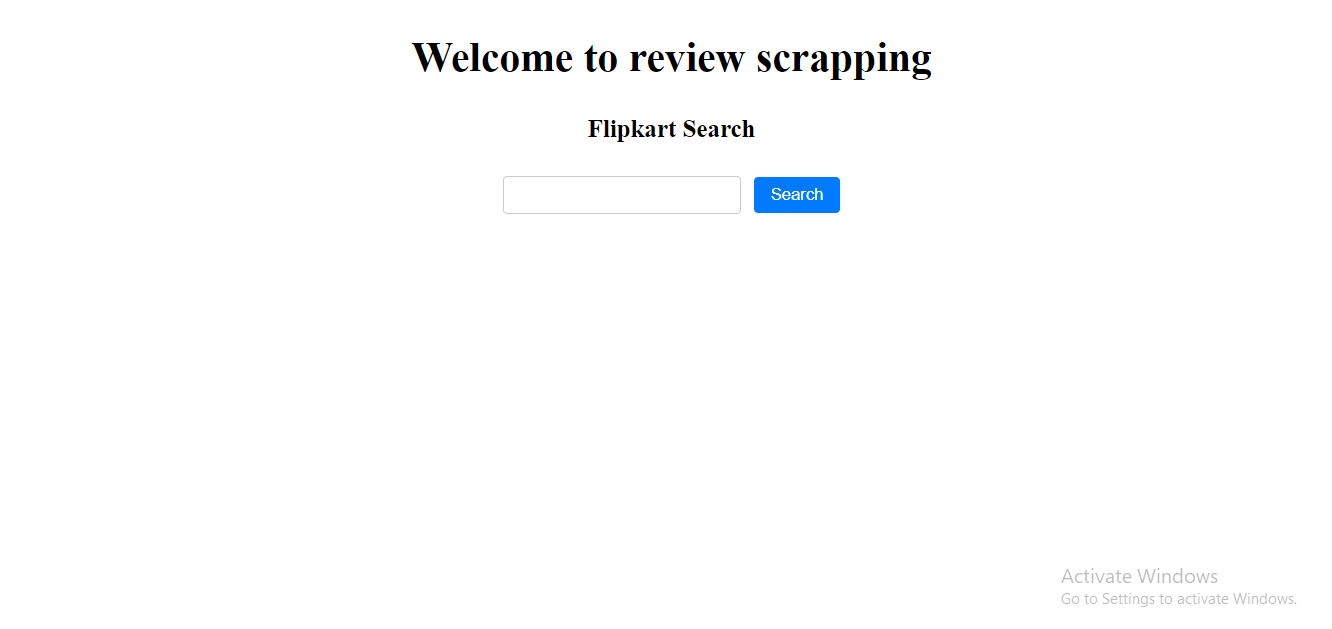 Welcome to review scrapping
Flipkart Search
Search
Activate Windows
Go to Settings to activate Windows.